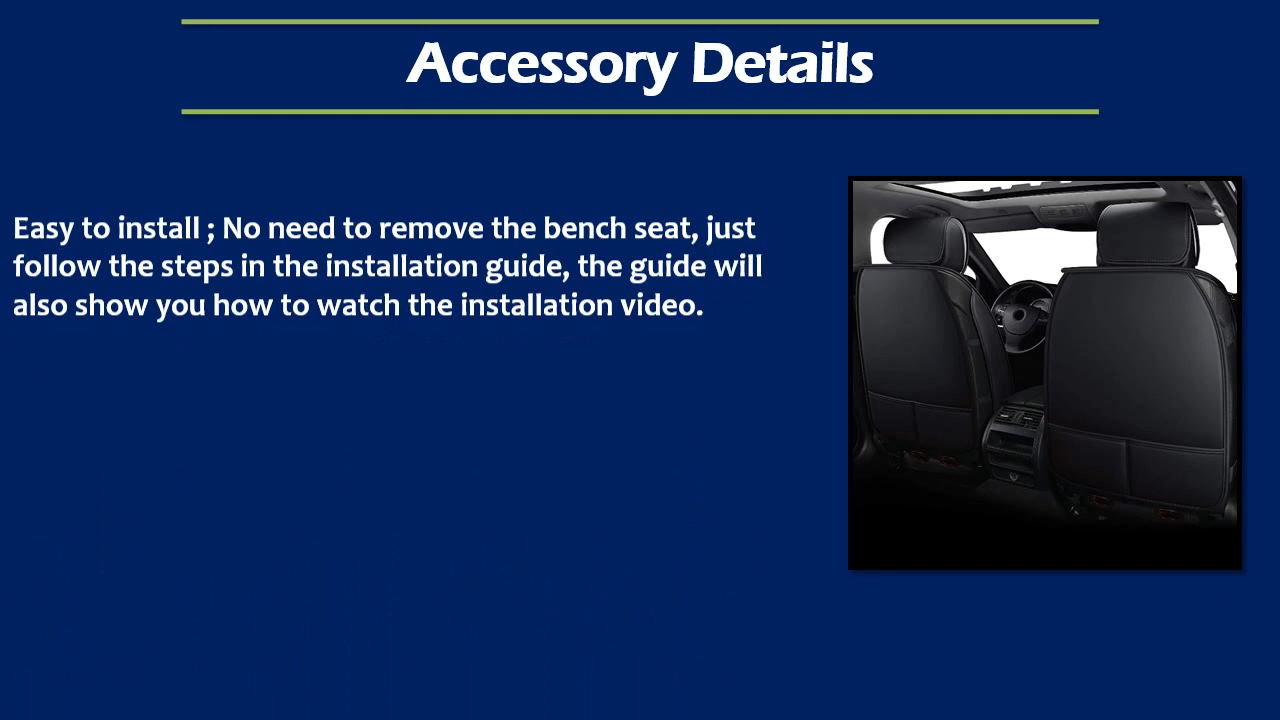 Accessory Details
Easy to install ; No need to remove the bench seat, just
follow the steps in the installation guide, the guide will
also show you how to watch the installation video.